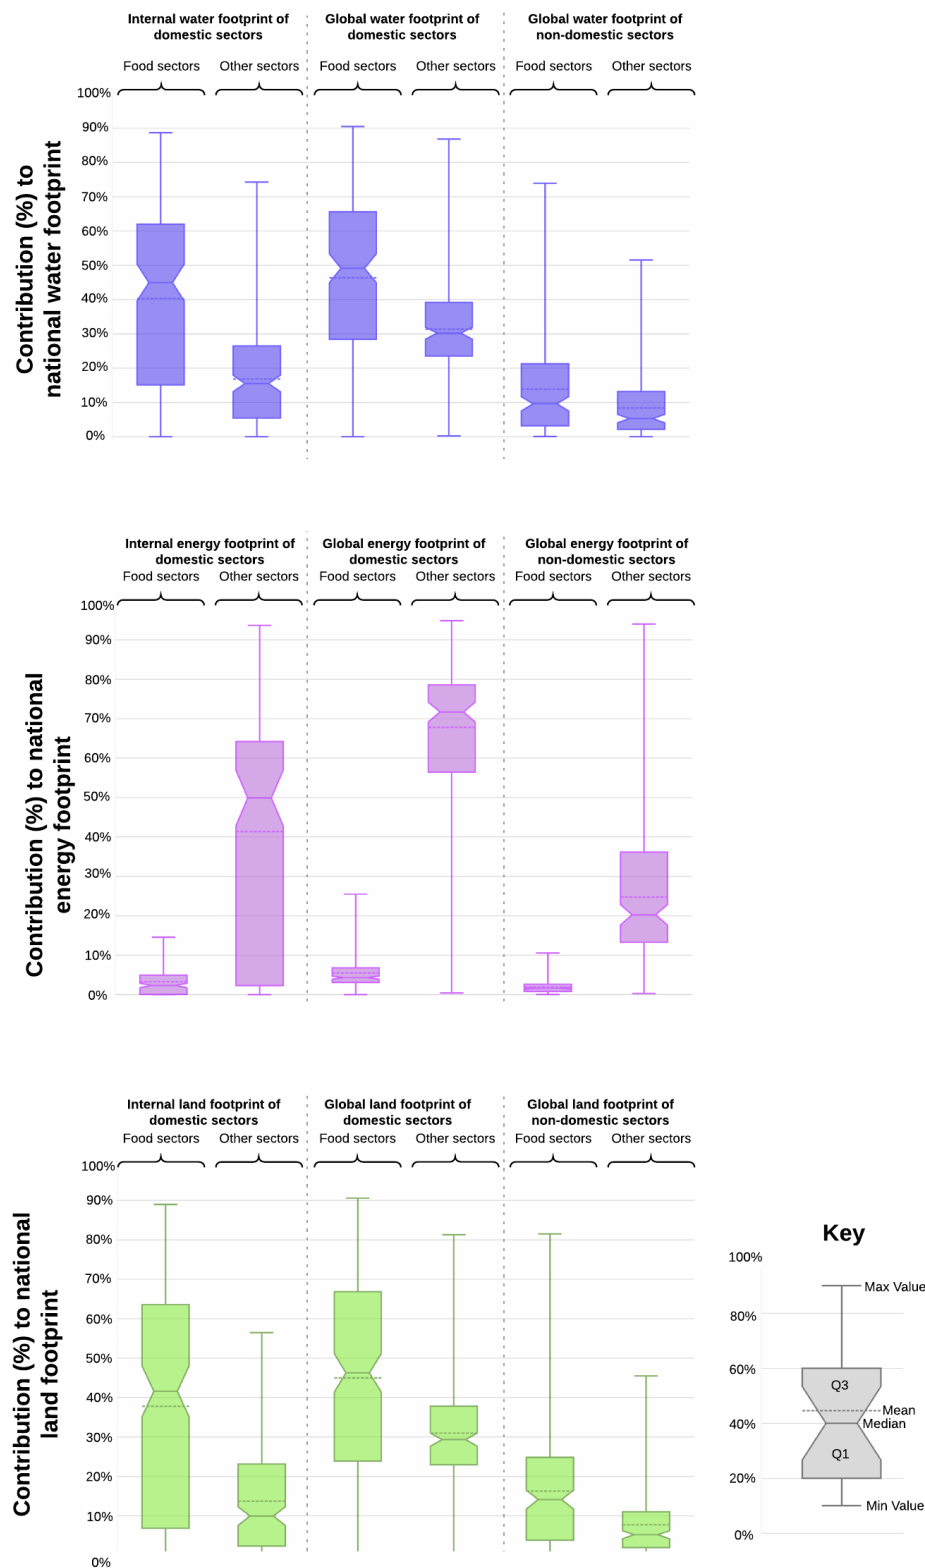 Internal water footprint of
domestic sectors
Global water footprint of
domestic sectors
Global water footprint of
non-domestic sectors
Food sectors
Other sectors
Food sectors
Other sectors
Food sectors
Other sectors
Contribution (%) to
national water footprint
100%
90%
80%
70%
60%
50%
40%
30%
20%
10%
0%
Internal energy footprint of
domestic sectors
Global energy footprint of
domestic sectors
Global energy footprint of
non-domestic sectors
Food sectors
Other sectors
Food sectors
Other sectors
Food sectors
Other sectors
Contribution (%) to national
energy footprint
100%
90%
80%
70%
60%
50%
40%
30%
20%
10%
0%
Internal land footprint of
domestic sectors
Global land footprint of
domestic sectors
Global land footprint of
non-domestic sectors
Food sectors
Other sectors
Food sectors
Other sectors
Food sectors
Other sectors
Contribution (%) to national
land footprint
100%
90%
80%
70%
60%
50%
40%
30%
20%
10%
0%
Key
100%
80%
60%
40%
20%
0%
Max Value
Q3
Mean
Median
Q1
Min Value